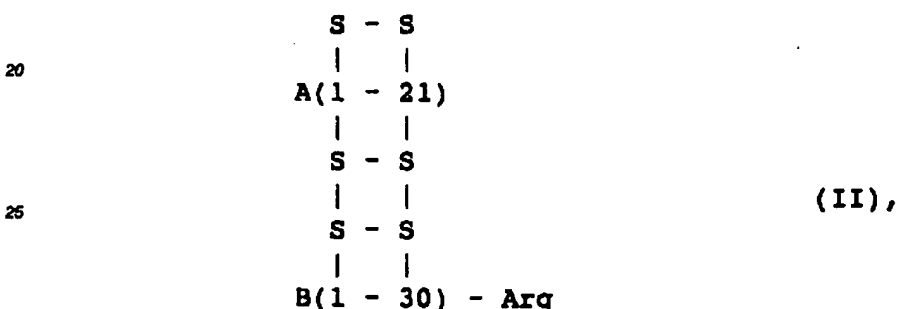 S - S
20
| |
A(1 - 21)
| |
S - S
| |
25 (II),
S - S
| |
B(1 - 30) - Arg